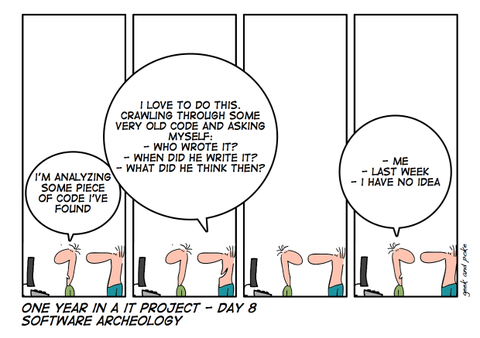 I'M ANALYZING
SOME PIECE
OF CODE I'VE
FOUND
I LOVE TO DO THIS.
CRAWLING THROUGH SOME
VERY OLD CODE AND ASKING
MYSELF:
- WHO WROTE IT?
- WHEN DID HE WRITE IT?
- WHAT DID HE THINK THEN?
- ME
- LAST WEEK
- I HAVE NO IDEA
geek and poke
ONE YEAR IN A IT PROJECT - DAY 8
SOFTWARE ARCHEOLOGY